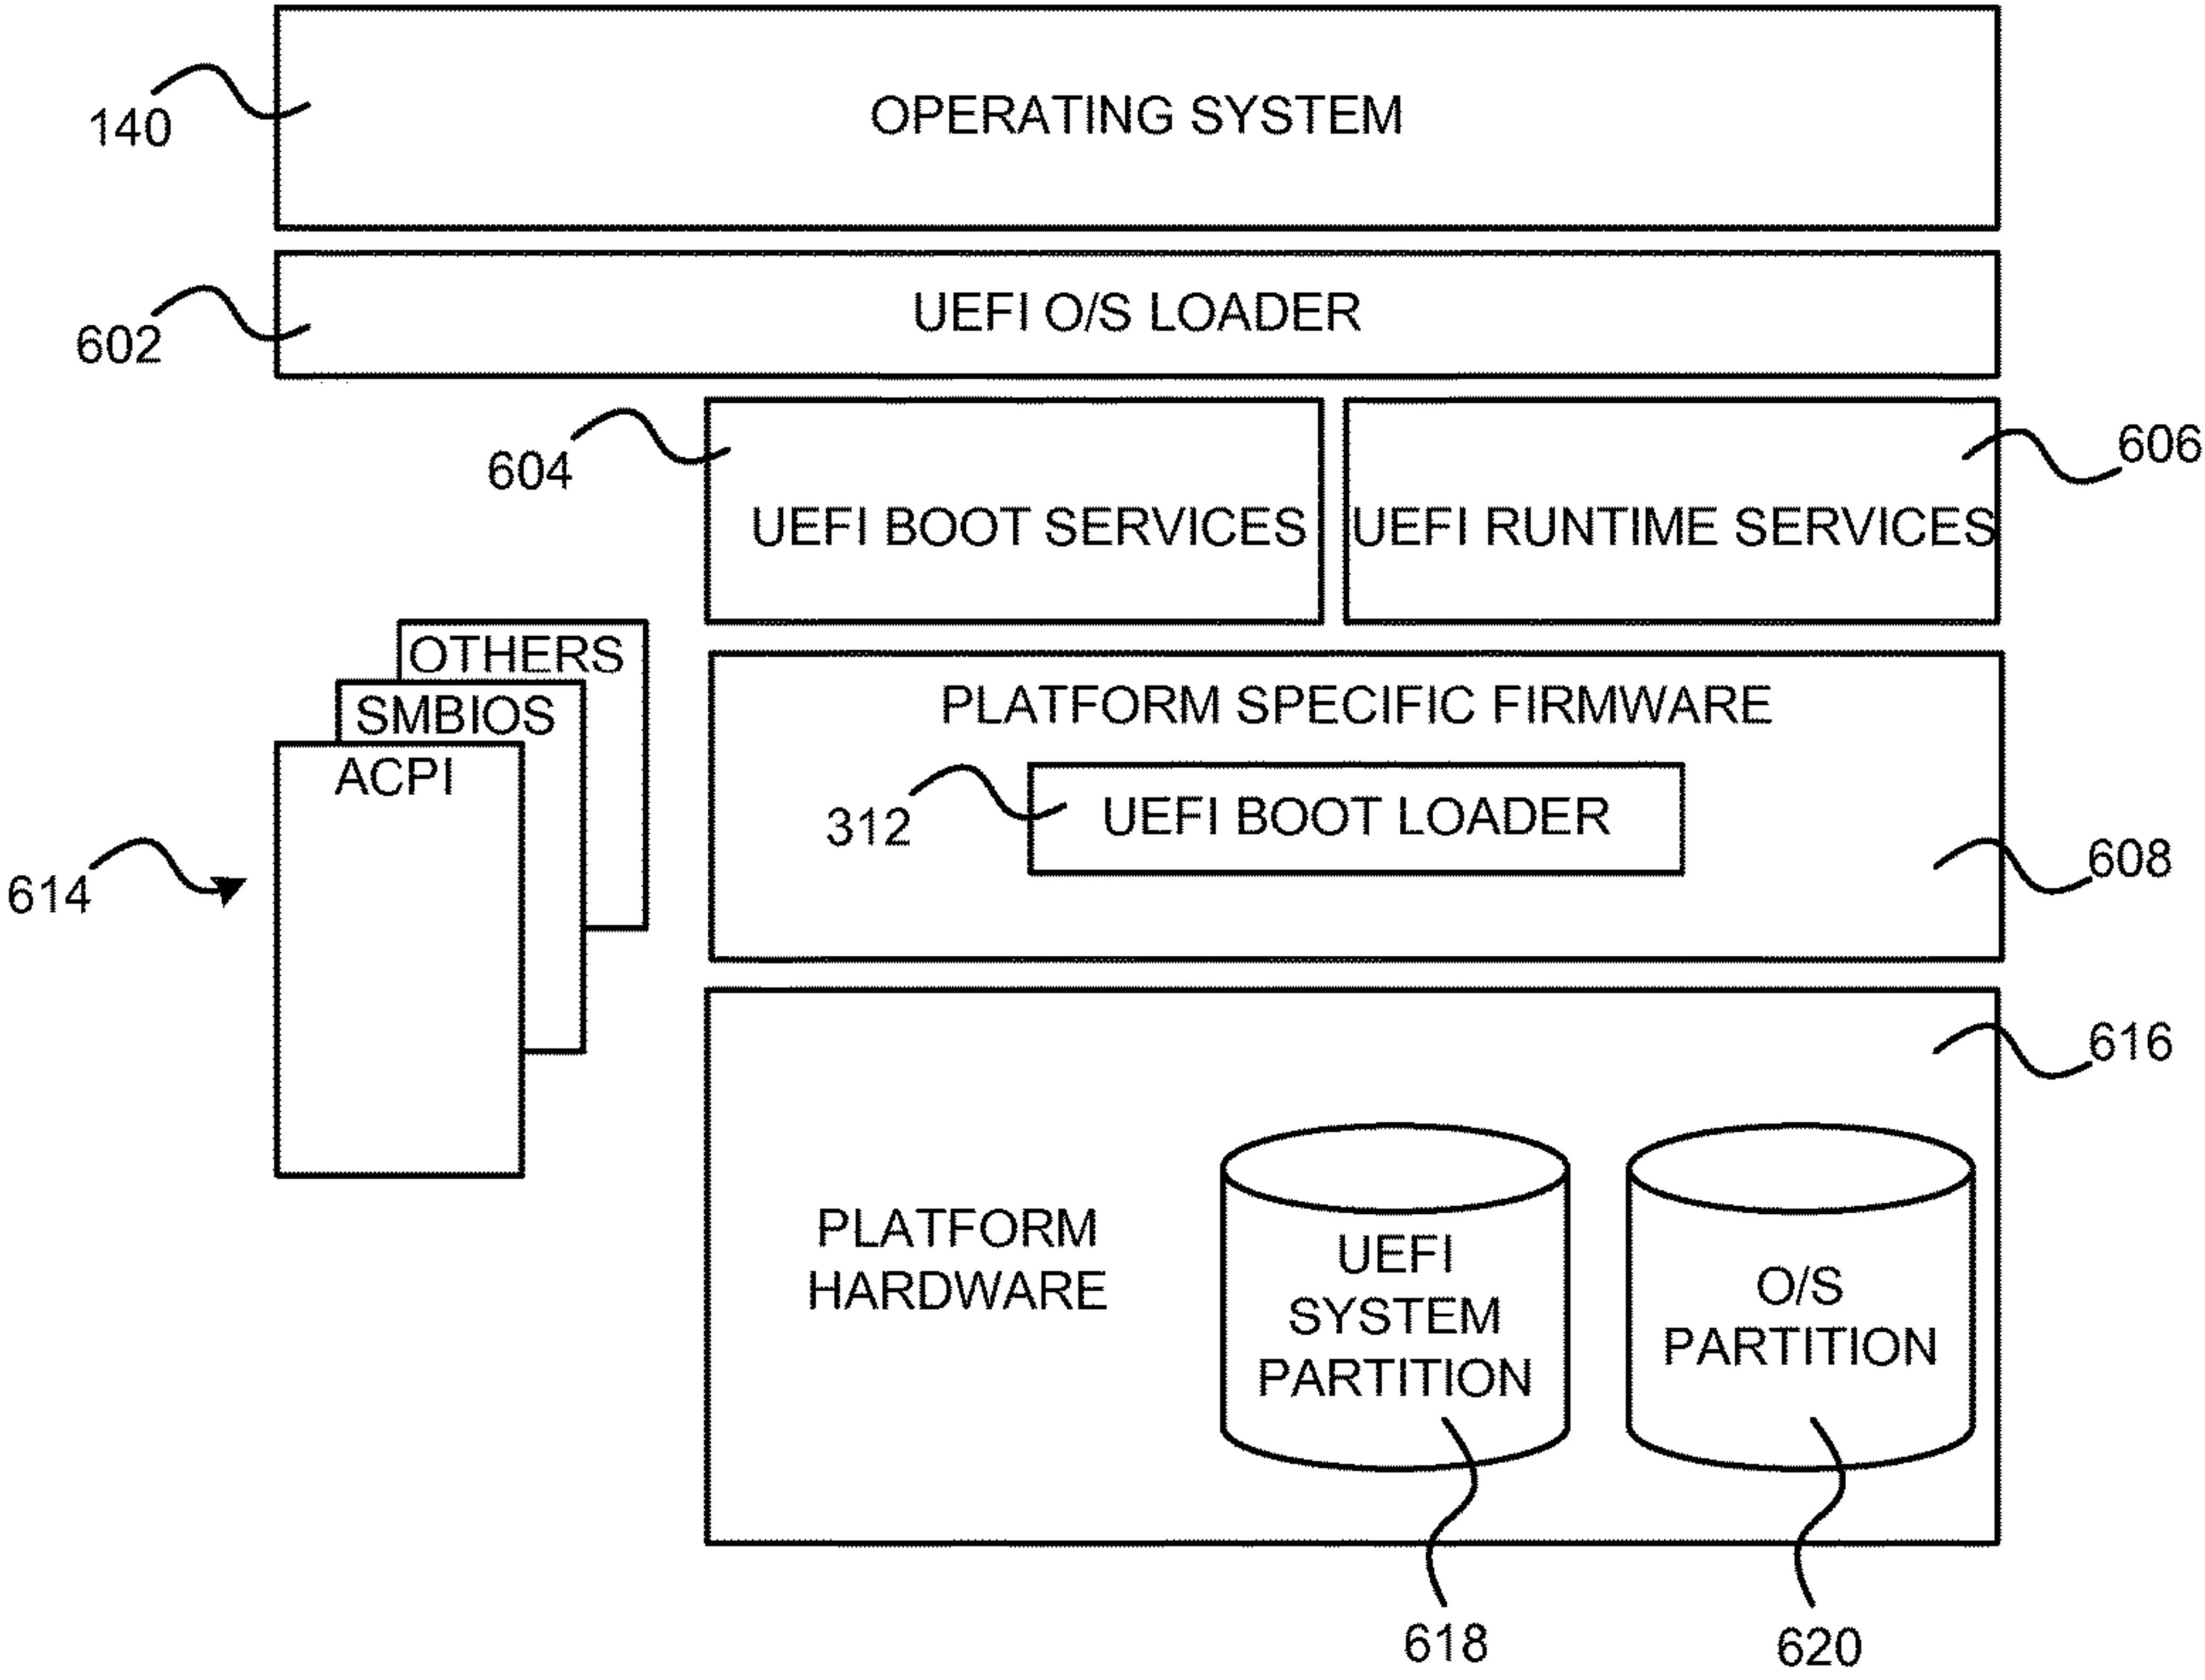 OPERATING SYSTEM
140
UEFI O/S LOADER
602
604
606
UEFI BOOT SERVICES
UEFI RUNTIME SERVICES
OTHERS
SMBIOS
ACPI
614
PLATFORM SPECIFIC FIRMWARE
312
UEFI BOOT LOADER
608
616
PLATFORM
HARDWARE
UEFI
SYSTEM
PARTITION
O/S
PARTITION
618
620